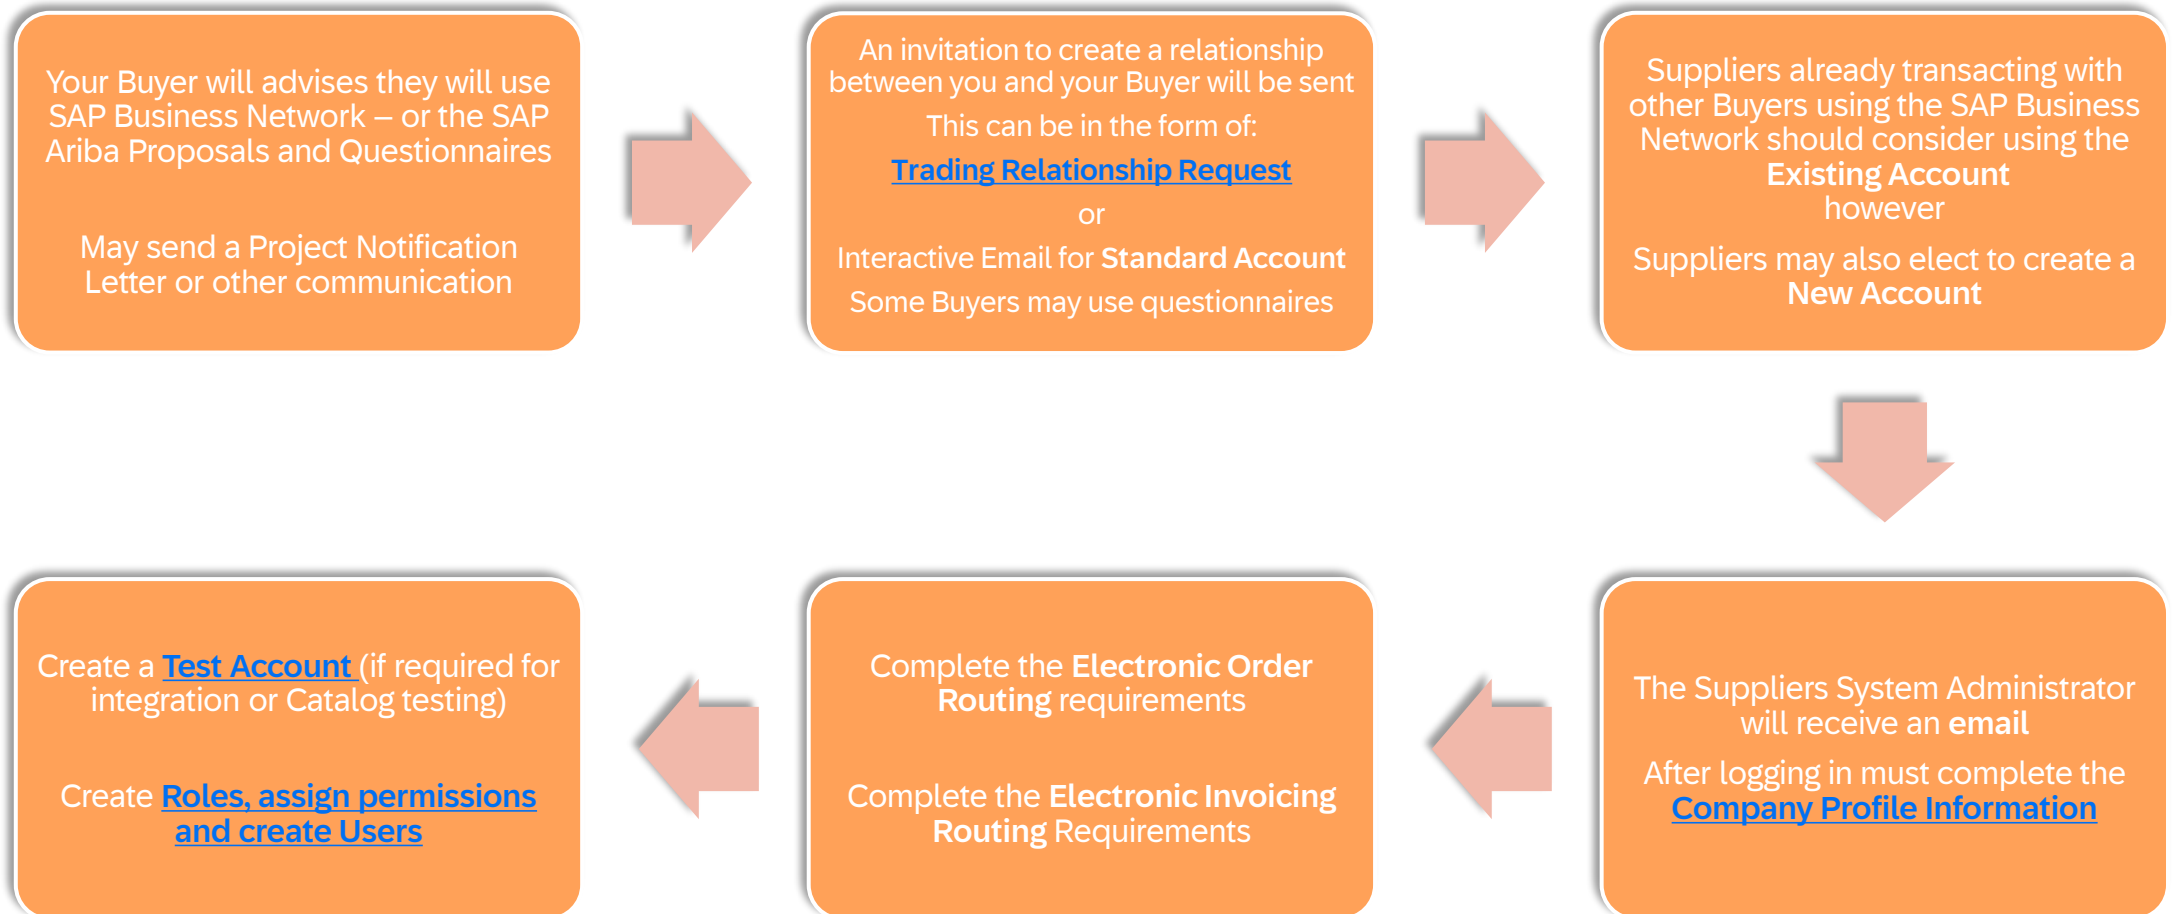 Your Buyer will advises they will use
SAP Business Network – or the SAP
Ariba Proposals and Questionnaires
May send a Project Notification
Letter or other communication
An invitation to create a relationship
between you and your Buyer will be sent
This can be in the form of:
Trading Relationship Request
or
Interactive Email for Standard Account
Some Buyers may use questionnaires
Suppliers already transacting with
other Buyers using the SAP Business
Network should consider using the
Existing Account
however
Suppliers may also elect to create a
New Account
The Suppliers System Administrator
will receive an email
After logging in must complete the
Company Profile Information
Complete the Electronic Order
Routing requirements
Complete the Electronic Invoicing
Routing Requirements
Create a Test Account (if required for
integration or Catalog testing)
Create Roles, assign permissions
and create Users